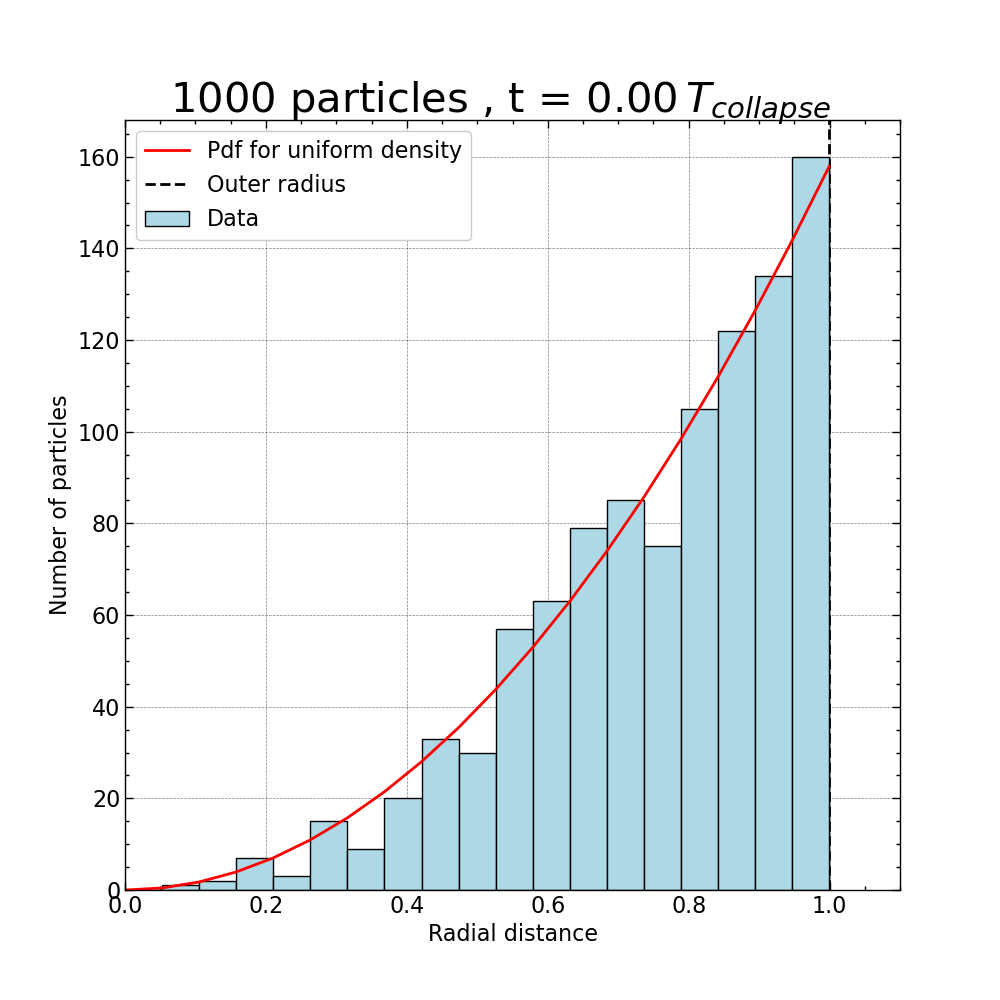 1000 particles , t = 0.00 T_collapse
Pdf for uniform density
Outer radius
Data
160
140
120
100
80
60
40
20
0
Number of particles
0.0 0.2 0.4 0.6 0.8 1.0
Radial distance